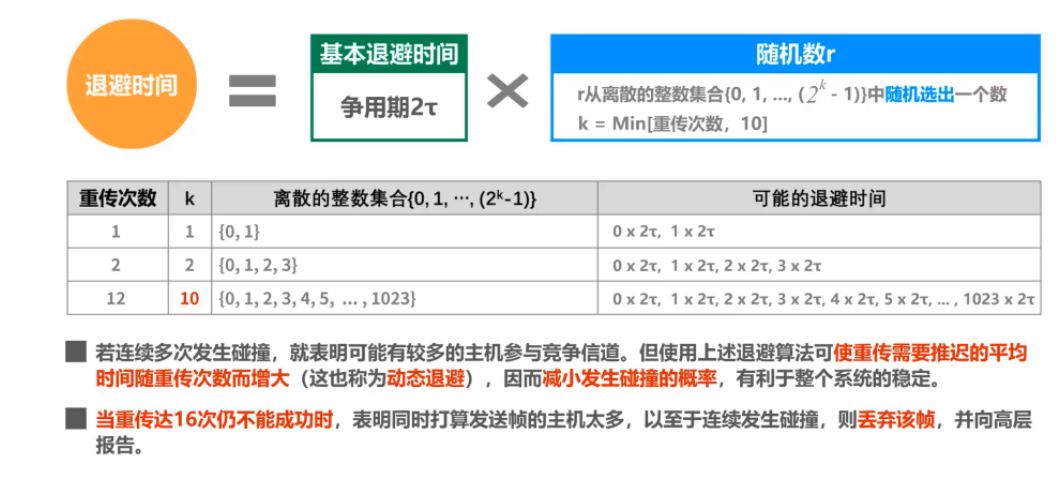 退避时间
=
基本退避时间
争用期2τ
×
随机数r
r从离散的整数集合{0, 1, ..., (2^k - 1)}中随机选出一个数
k = Min[重传次数，10]
重传次数 k 离散的整数集合{0, 1, ⋯, (2^k-1)} 可能的退避时间
1 1 {0, 1} 0 x 2τ, 1 x 2τ
2 2 {0, 1, 2, 3} 0 x 2τ, 1 x 2τ, 2 x 2τ, 3 x 2τ
12 10 {0, 1, 2, 3, 4, 5, ... , 1023} 0 x 2τ, 1 x 2τ, 2 x 2τ, 3 x 2τ, 4 x 2τ, 5 x 2τ, ... , 1023 x 2τ
■ 若连续多次发生碰撞，就表明可能有较多的主机参与竞争信道。但使用上述退避算法可使重传需要推迟的平均
时间随重传次数而增大（这也称为动态退避），因而减小发生碰撞的概率，有利于整个系统的稳定。
■ 当重传达16次仍不能成功时，表明同时打算发送帧的主机太多，以至于连续发生碰撞，则丢弃该帧，并向高层
报告。